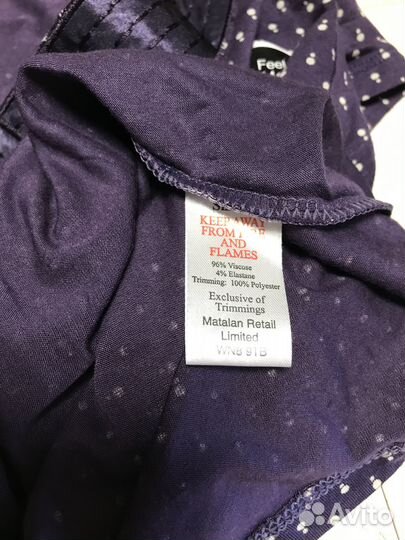 Feel
KEEP AWAY
FROM FIRE
AND
FLAMES
96% Viscose
4% Elastane
Trimming: 100% Polyester
Exclusive of
Trimmings
Matalan Retail
Limited
WN8 9TB
Avito